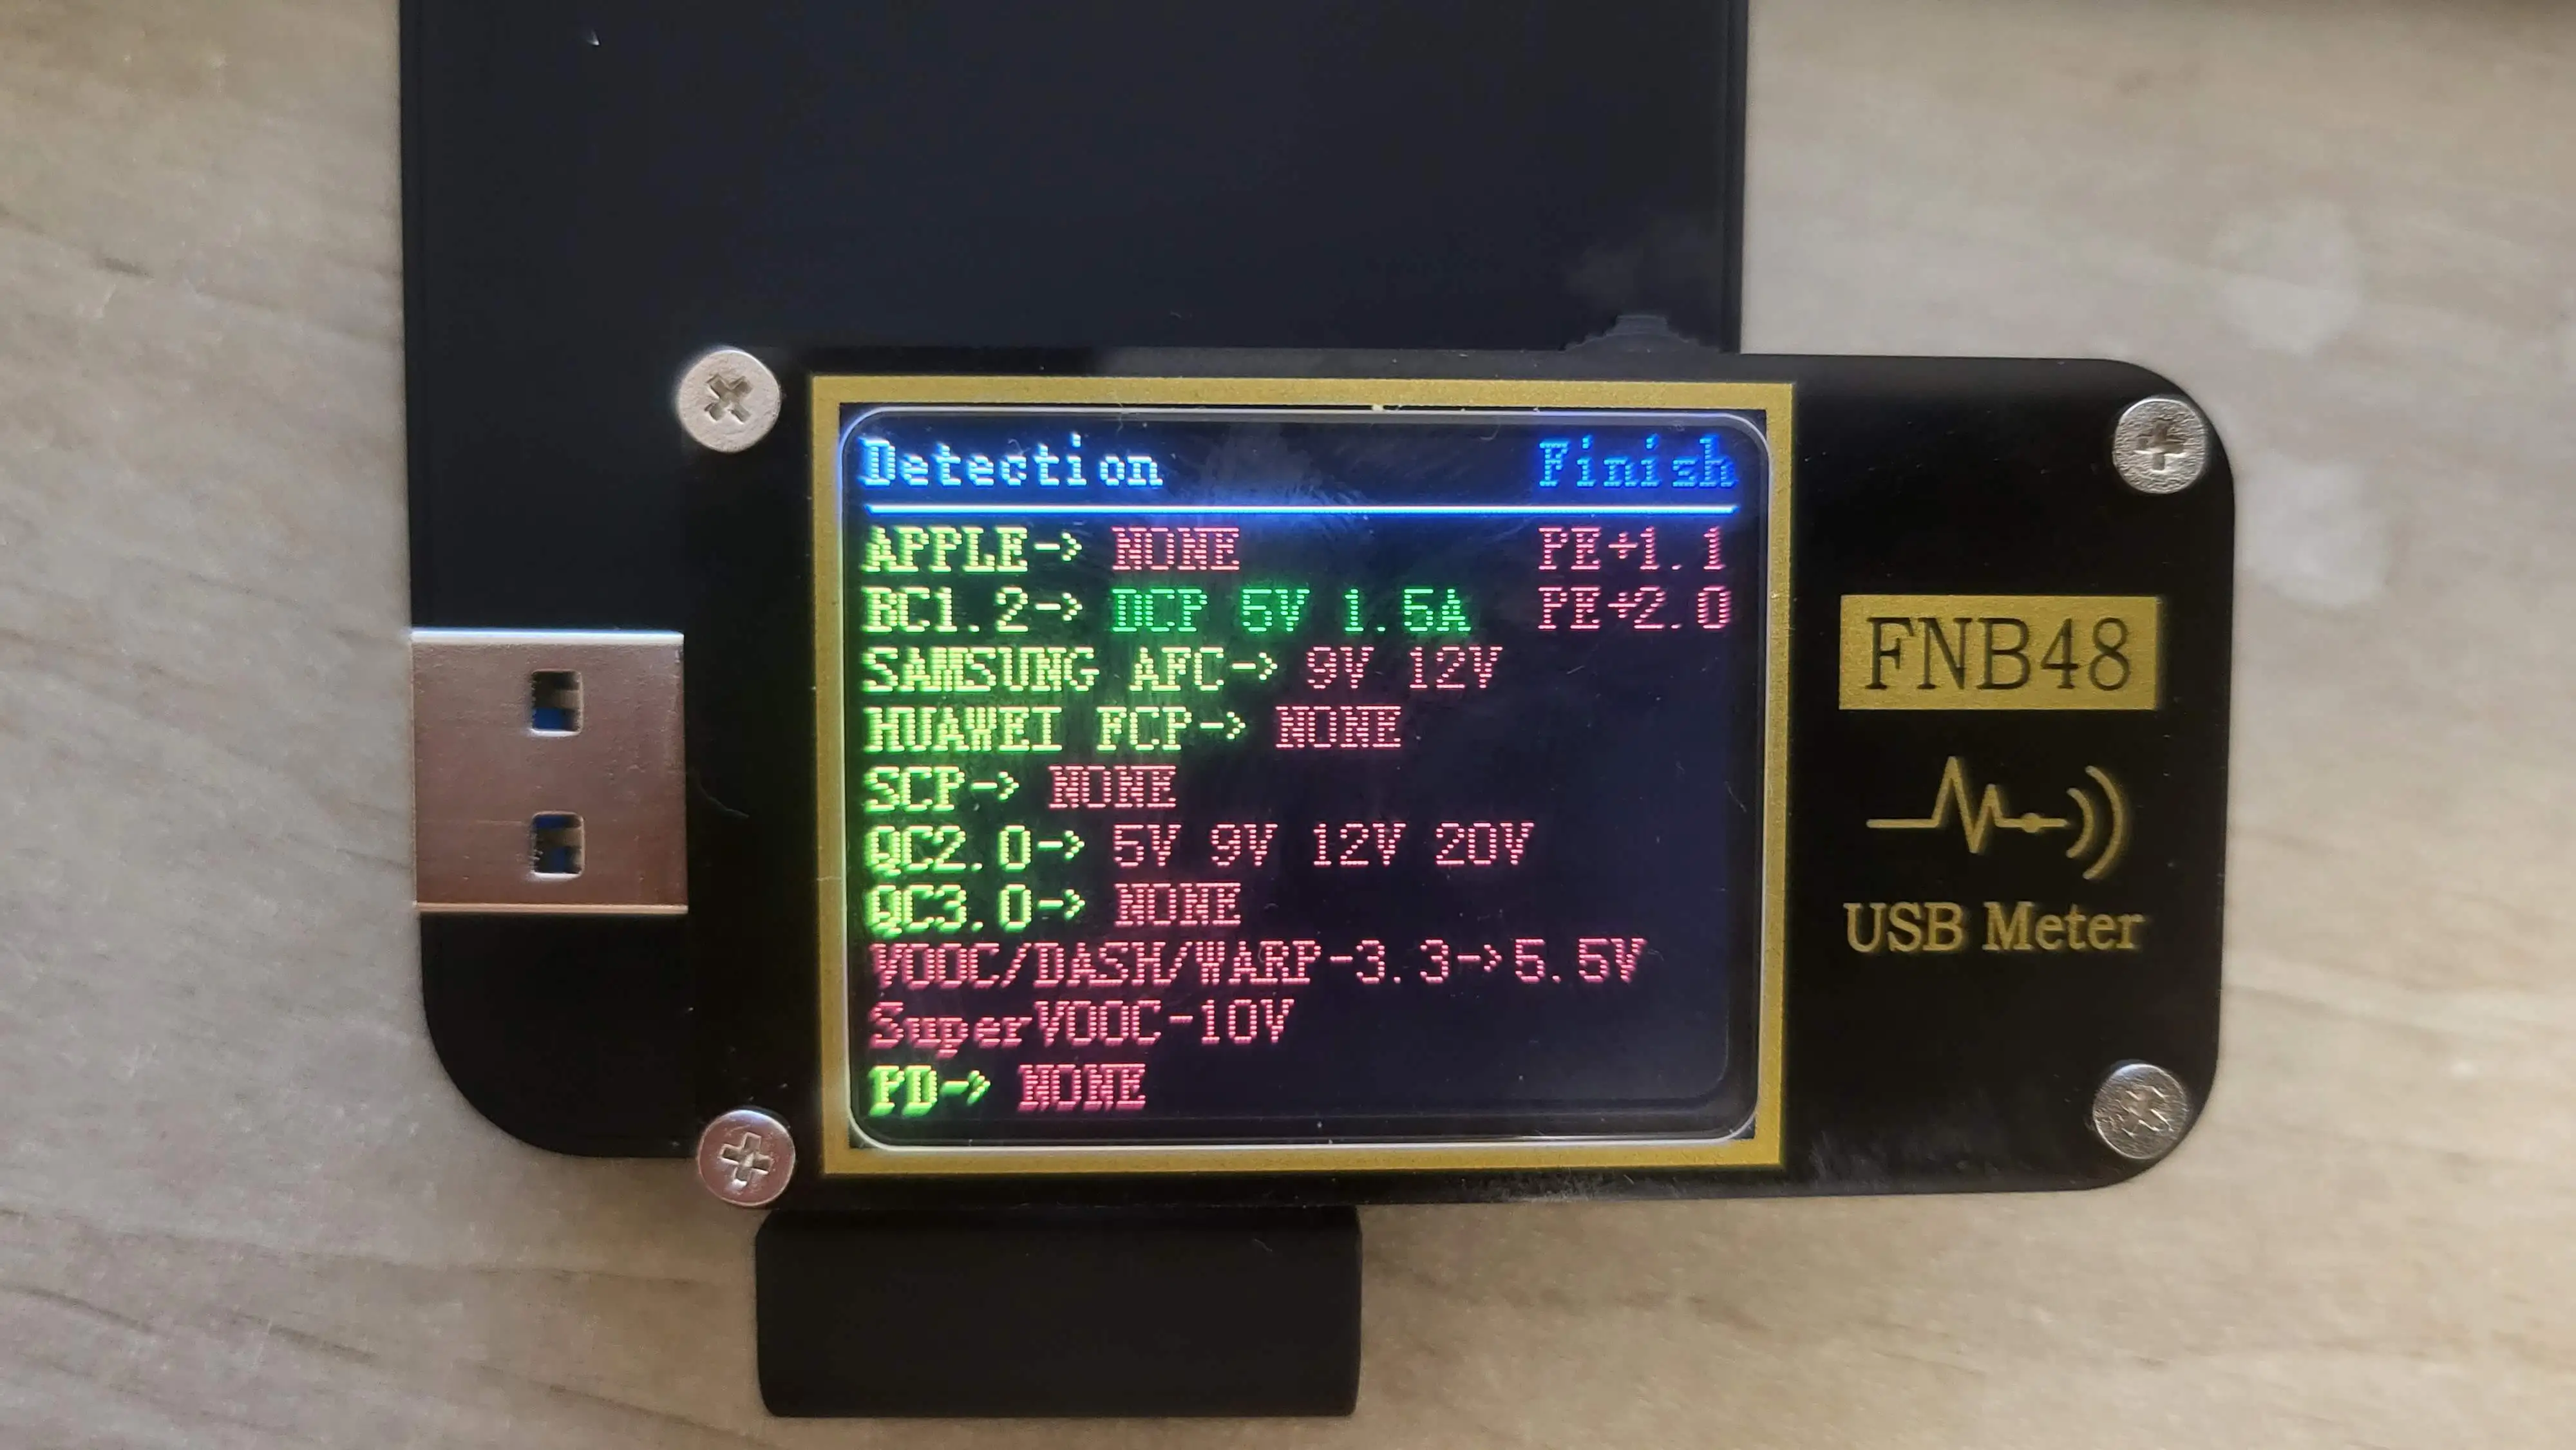 Detection Finish
APPLE-> NONE PE+1.1
BC1.2-> DCP 5V 1.5A PE+2.0
SAMSUNG AFC-> 9V 12V
HUAWEI FCP-> NONE
SCP-> NONE
QC2.0-> 5V 9V 12V 20V
QC3.0-> NONE
VOOC/DASH/WARP-3.3->5.5V
SuperVOOC-10V
PD-> NONE
FNB48
USB Meter